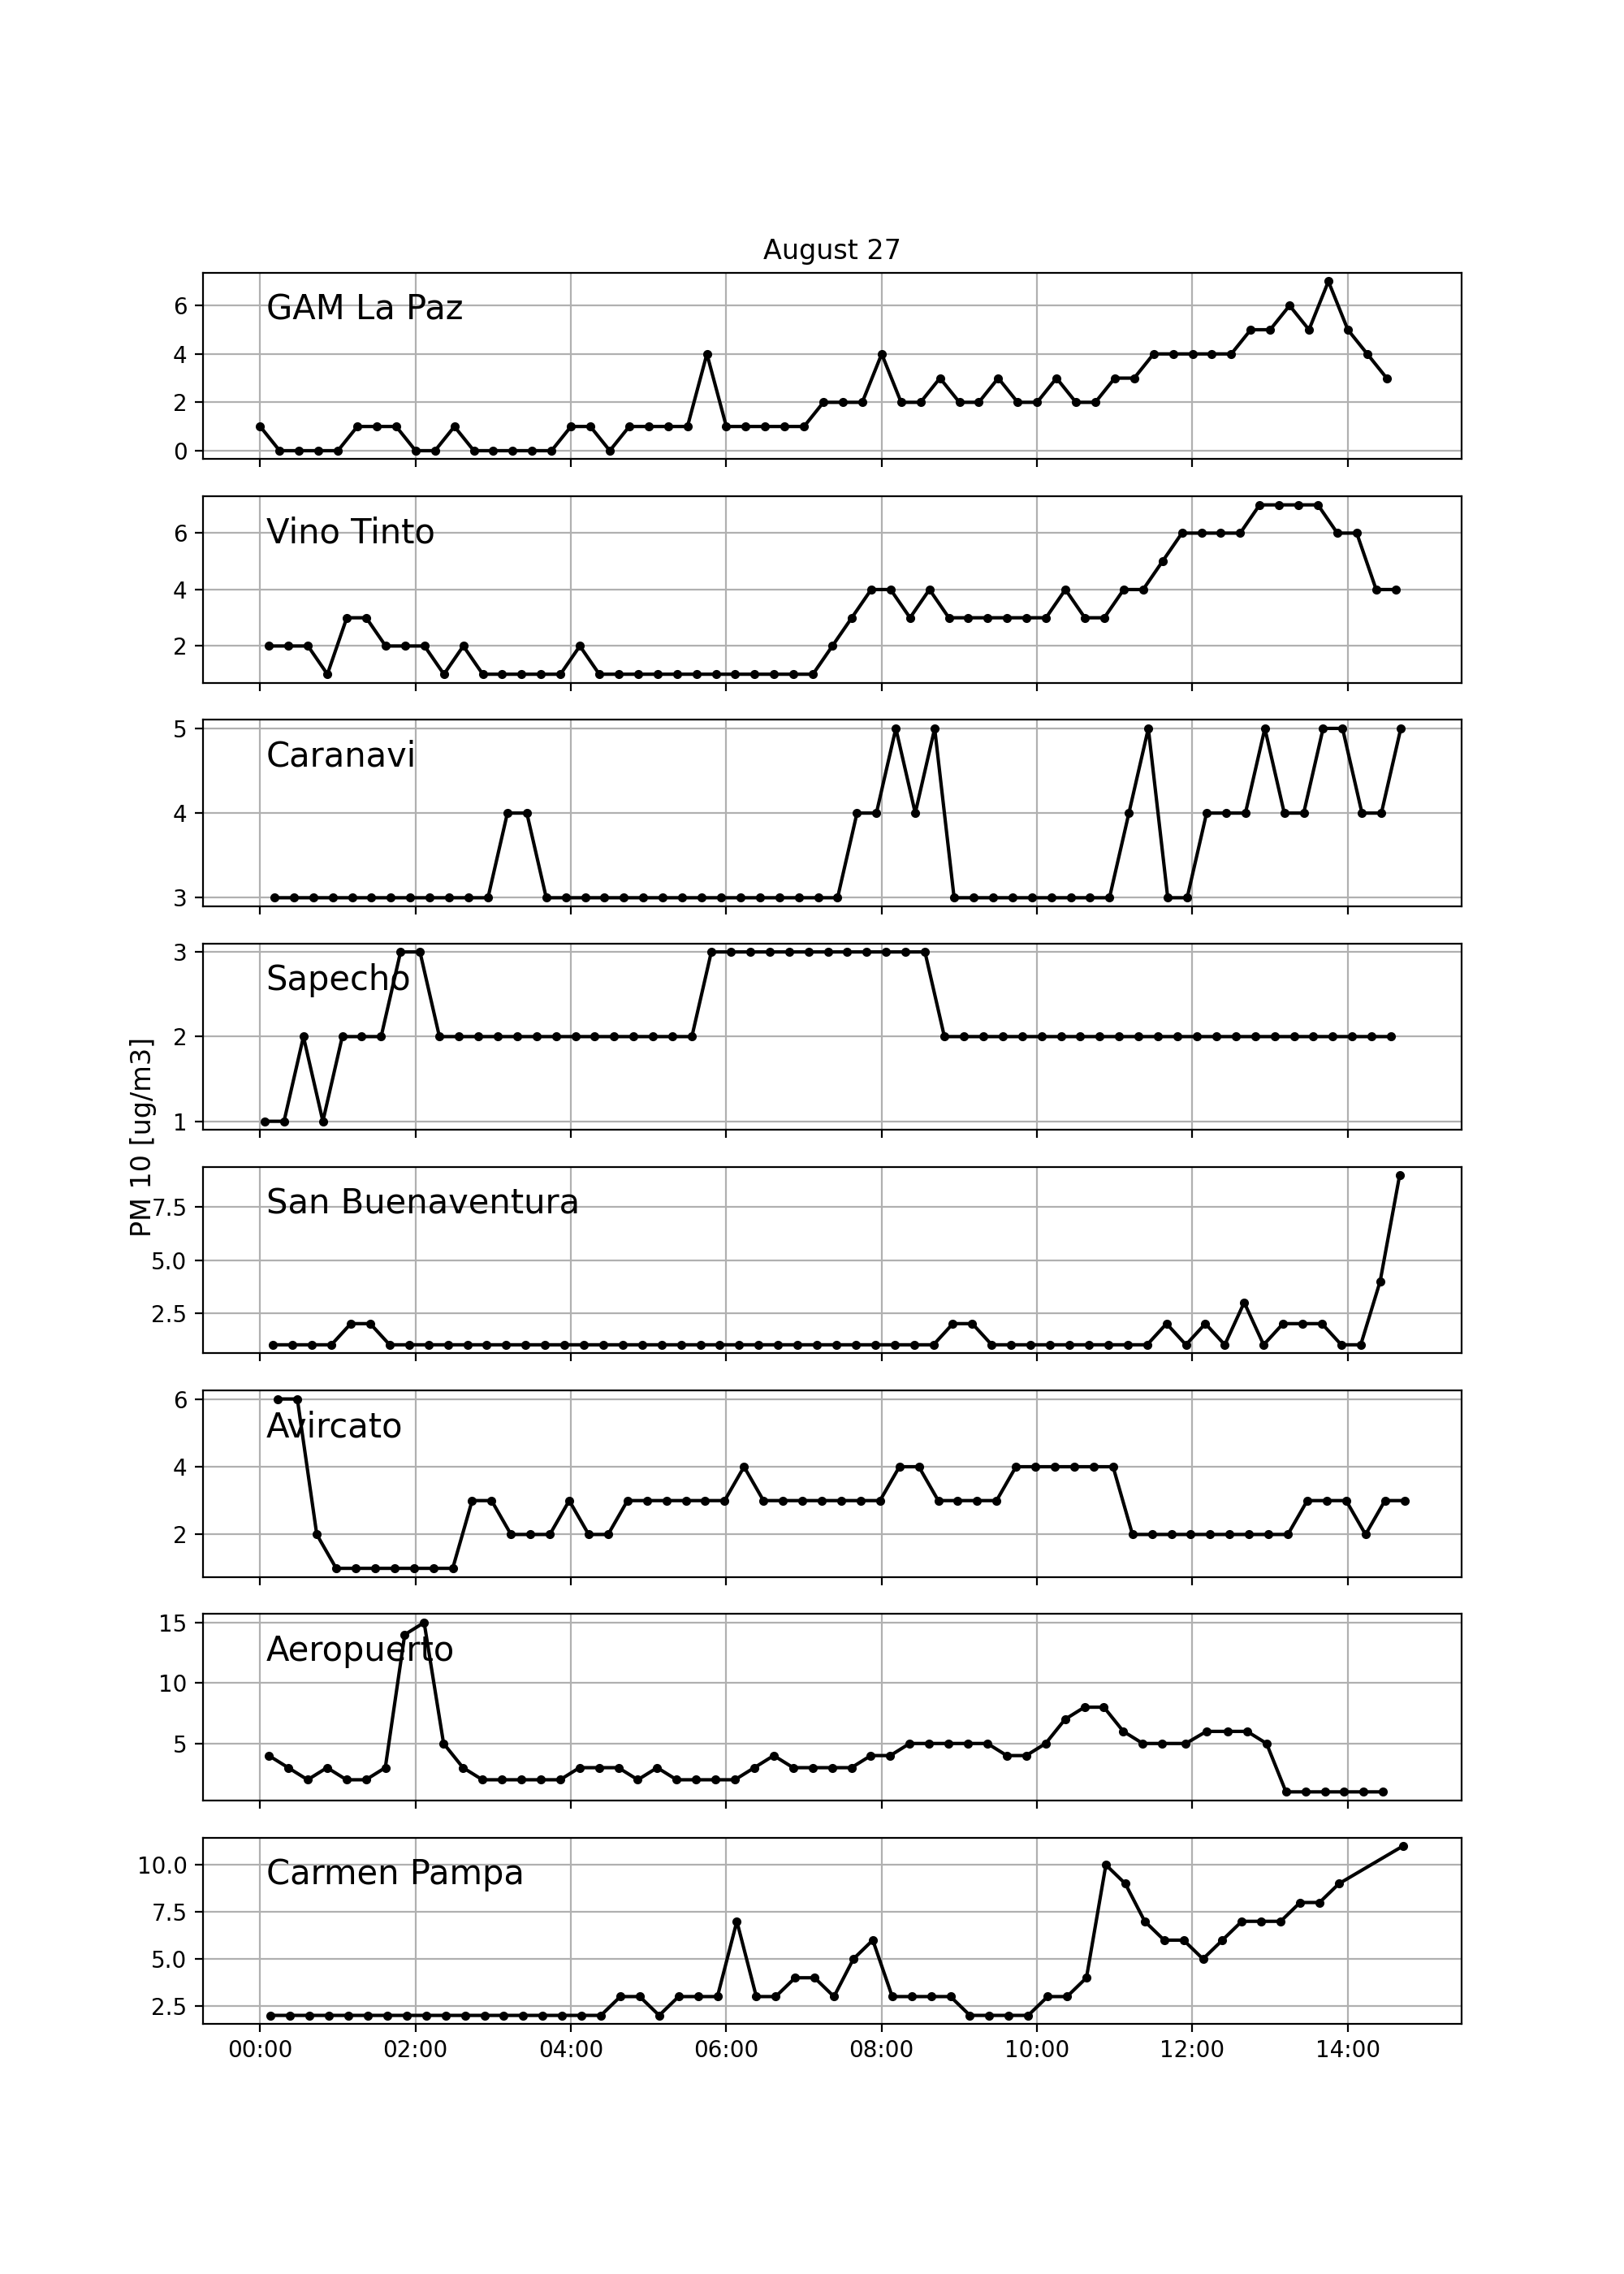 August 27
PM 10 [ug/m3]
GAM La Paz
6
4
2
0
Vino Tinto
6
4
2
Caranavi
5
4
3
Sapecho
3
2
1
San Buenaventura
7.5
5.0
2.5
Avircato
6
4
2
Aeropuerto
15
10
5
Carmen Pampa
10.0
7.5
5.0
2.5
00:00 02:00 04:00 06:00 08:00 10:00 12:00 14:00